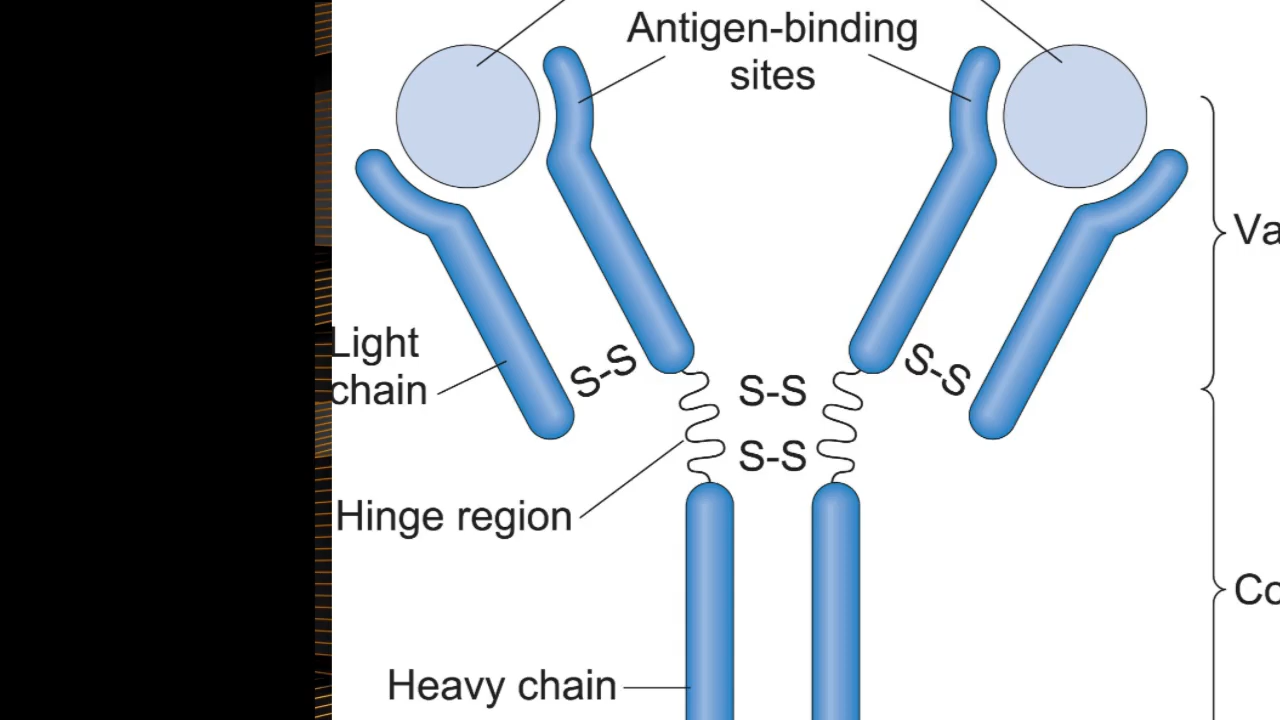 Antigen-binding
sites
Light
chain
S-S
S-S
S-S
S-S
Hinge region
Heavy chain